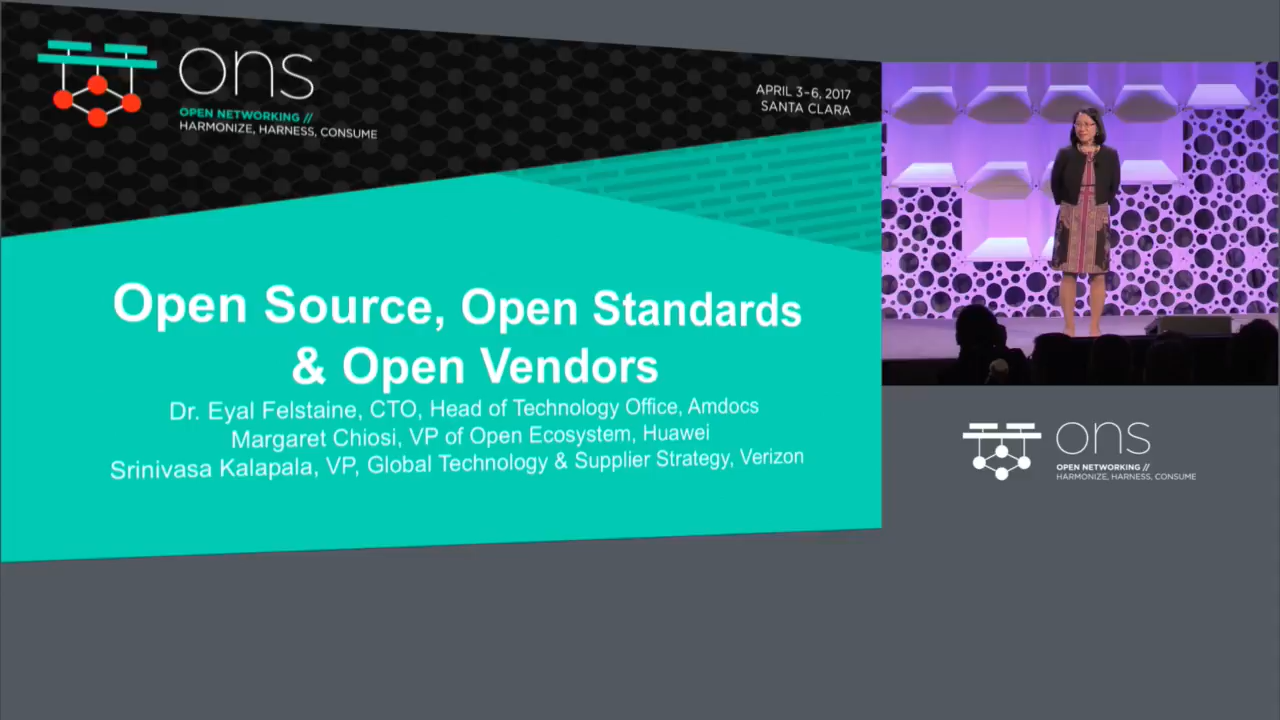 ons
OPEN NETWORKING //
HARMONIZE, HARNESS, CONSUME
APRIL 3-6, 2017
SANTA CLARA
Open Source, Open Standards
& Open Vendors
Dr. Eyal Felstaine, CTO, Head of Technology Office, Amdocs
Margaret Chiosi, VP of Open Ecosystem, Huawei
Srinivasa Kalapala, VP, Global Technology & Supplier Strategy, Verizon
ons
OPEN NETWORKING //
HARMONIZE, HARNESS, CONSUME